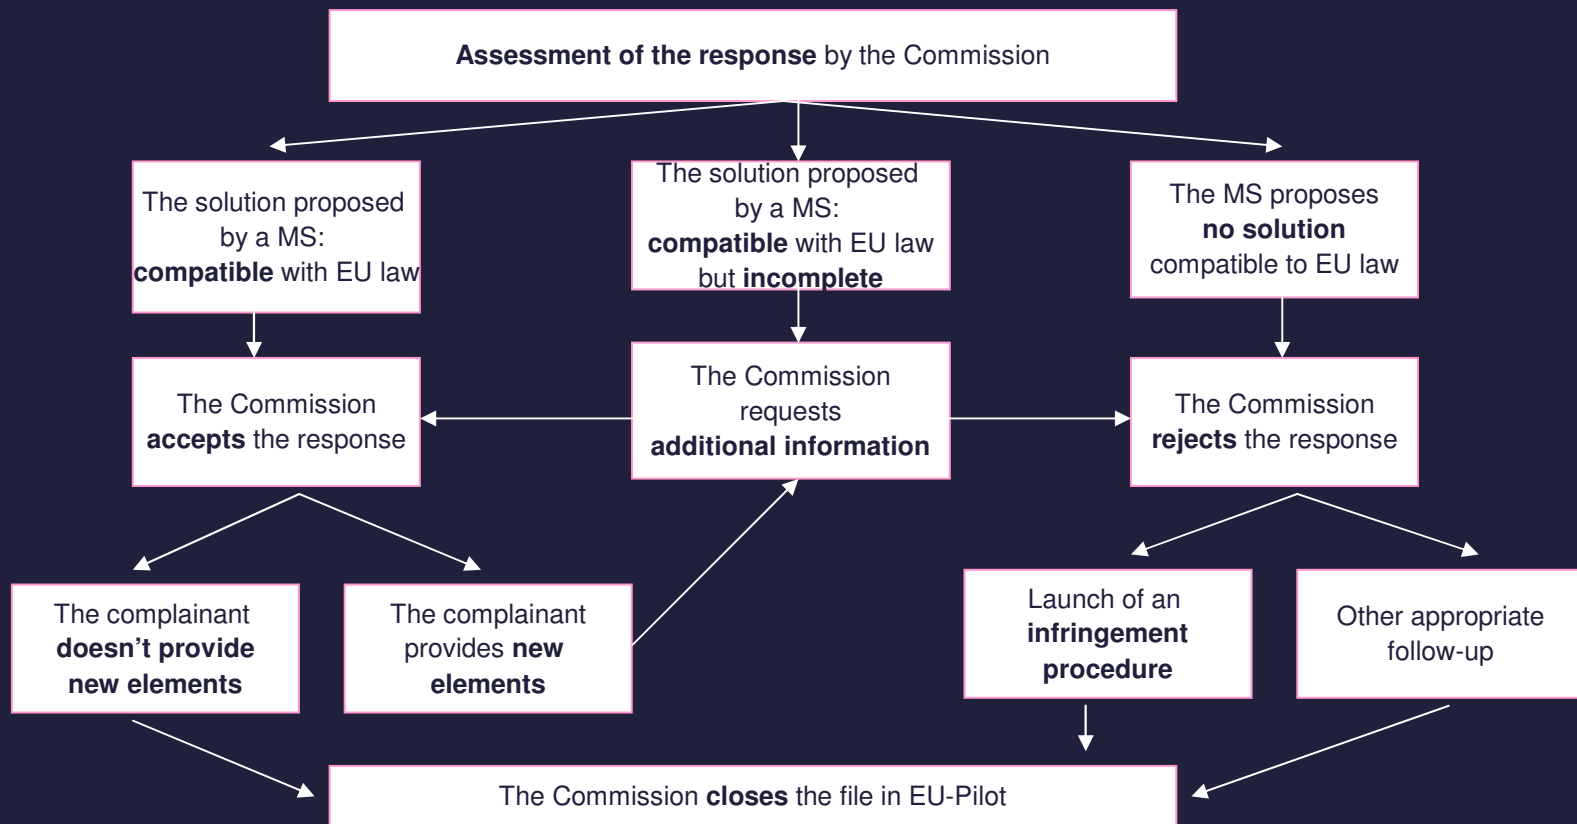 Assessment of the response by the Commission
The solution proposed
by a MS:
compatible with EU law
The solution proposed
by a MS:
compatible with EU law
but incomplete
The MS proposes
no solution
compatible to EU law
The Commission
accepts the response
The Commission
requests
additional information
The Commission
rejects the response
The complainant
doesn’t provide
new elements
The complainant
provides new
elements
Launch of an
infringement
procedure
Other appropriate
follow-up
The Commission closes the file in EU-Pilot